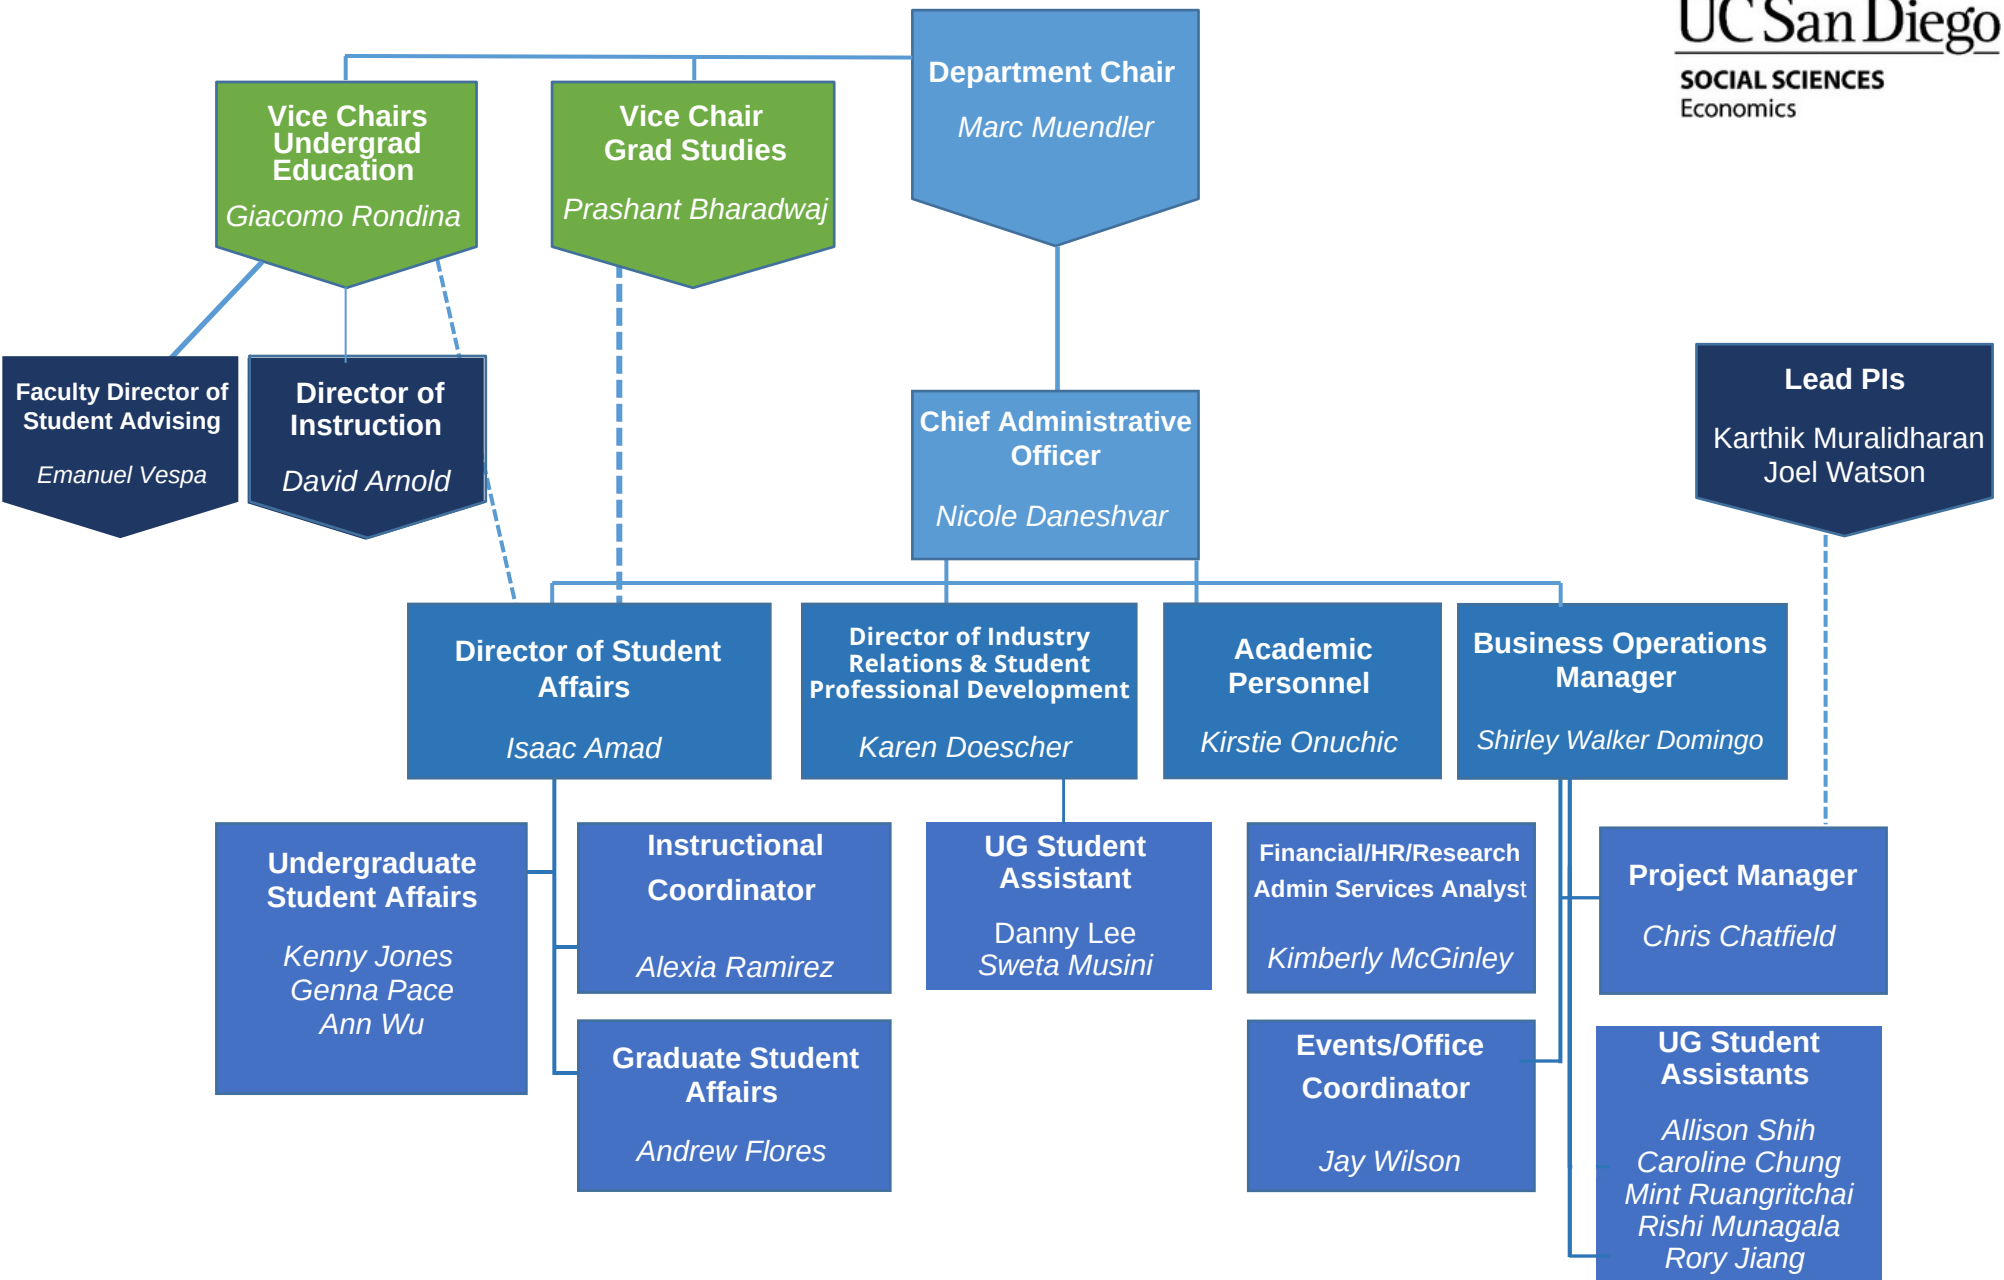 UC San Diego
SOCIAL SCIENCES
Economics
Department Chair
Marc Muendler
Vice Chairs
Undergrad
Education
Giacomo Rondina
Vice Chair
Grad Studies
Prashant Bharadwaj
Faculty Director of
Student Advising
Emanuel Vespa
Director of
Instruction
David Arnold
Chief Administrative
Officer
Nicole Daneshvar
Lead PIs
Karthik Muralidharan
Joel Watson
Director of Student
Affairs
Isaac Amad
Director of Industry
Relations & Student
Professional Development
Karen Doescher
Academic
Personnel
Kirstie Onuchic
Business Operations
Manager
Shirley Walker Domingo
Undergraduate
Student Affairs
Kenny Jones
Genna Pace
Ann Wu
Instructional
Coordinator
Alexia Ramirez
Graduate Student
Affairs
Andrew Flores
UG Student
Assistant
Danny Lee
Sweta Musini
Financial/HR/Research
Admin Services Analyst
Kimberly McGinley
Events/Office
Coordinator
Jay Wilson
Project Manager
Chris Chatfield
UG Student
Assistants
Allison Shih
Caroline Chung
Mint Ruangritchai
Rishi Munagala
Rory Jiang